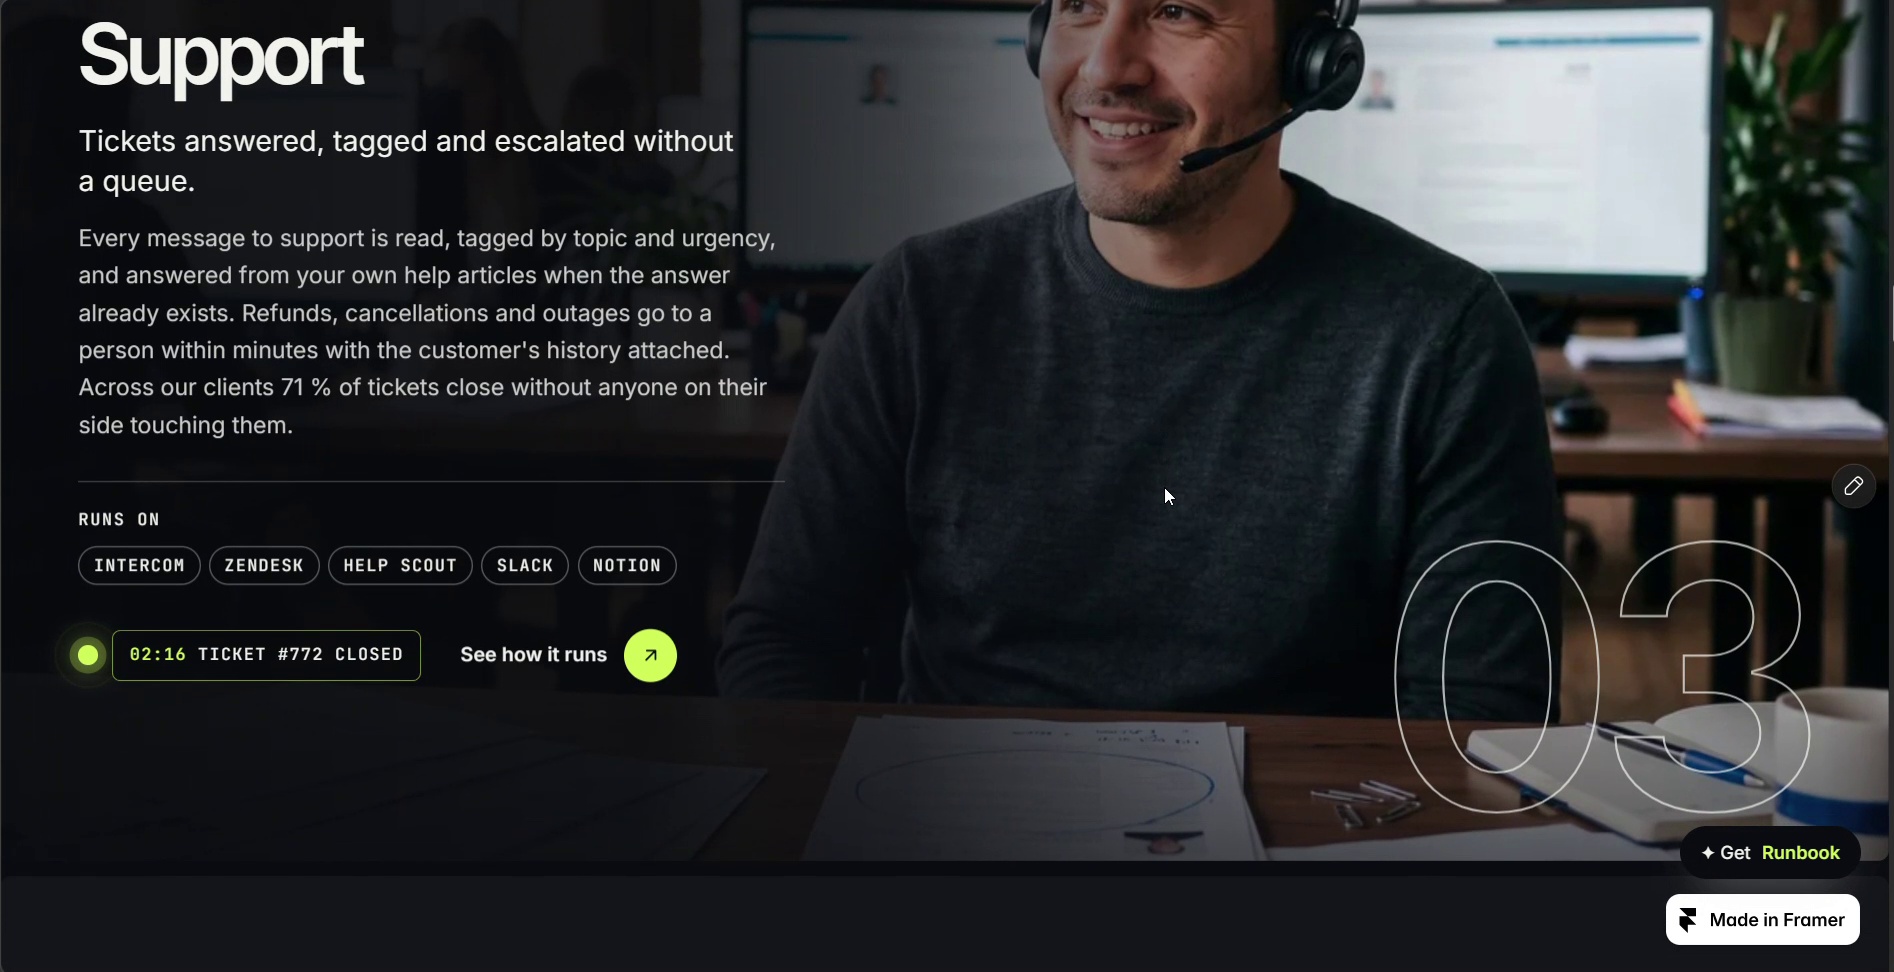 Support
Tickets answered, tagged and escalated without
a queue.
Every message to support is read, tagged by topic and urgency,
and answered from your own help articles when the answer
already exists. Refunds, cancellations and outages go to a
person within minutes with the customer's history attached.
Across our clients 71 % of tickets close without anyone on their
side touching them.
RUNS ON
INTERCOM ZENDESK HELP SCOUT SLACK NOTION
02:16 TICKET #772 CLOSED See how it runs
03
Get Runbook
Made in Framer